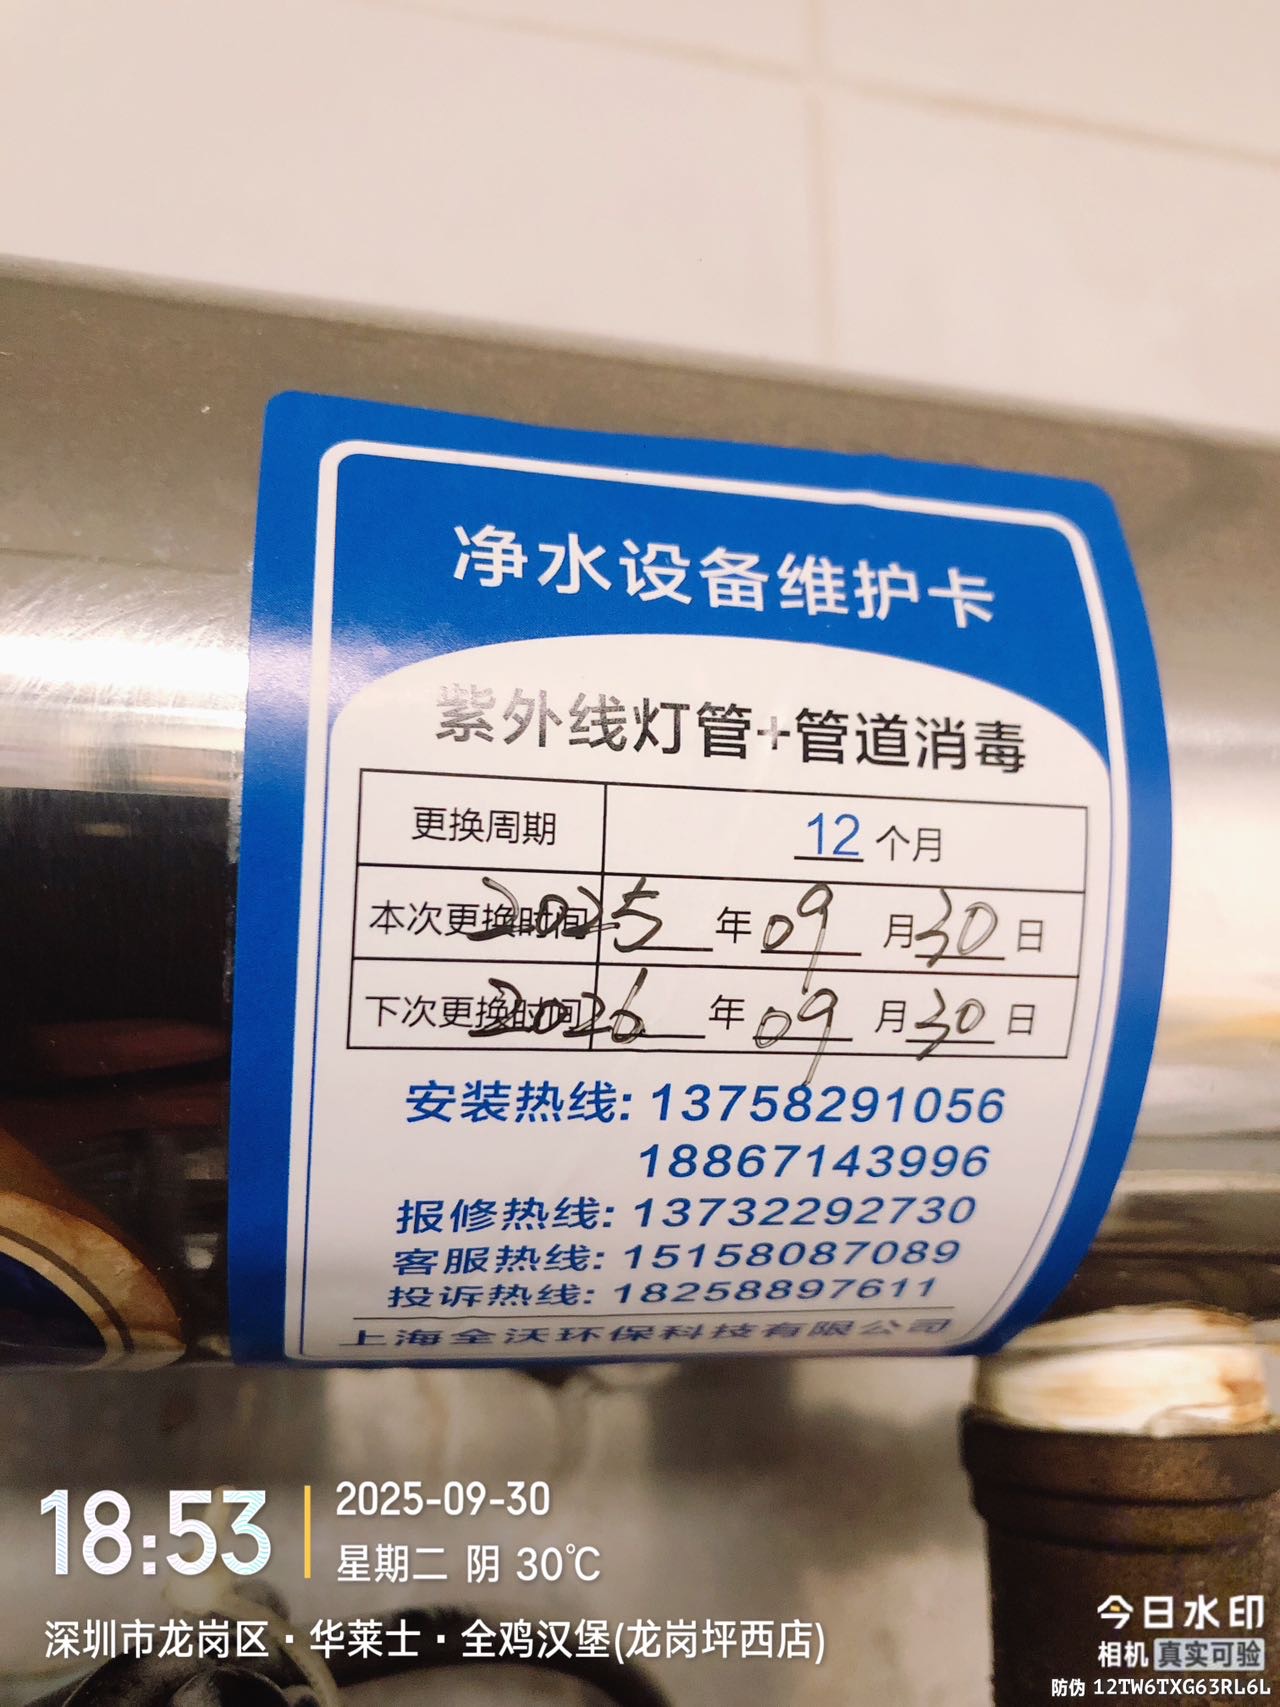 净水设备维护卡
紫外线灯管+管道消毒
更换周期 12 个月
本次更换时间 2025 年 09 月 30 日
下次更换时间 2026 年 09 月 30 日
安装热线: 13758291056
18867143996
报修热线: 13732292730
客服热线: 15158087089
投诉热线: 18258897611
上海全沃环保科技有限公司
18:53
2025-09-30
星期二 阴 30℃
深圳市龙岗区·华莱士·全鸡汉堡(龙岗坪西店)
今日水印
相机 真实可验
防伪 12TW6TXG63RL6L